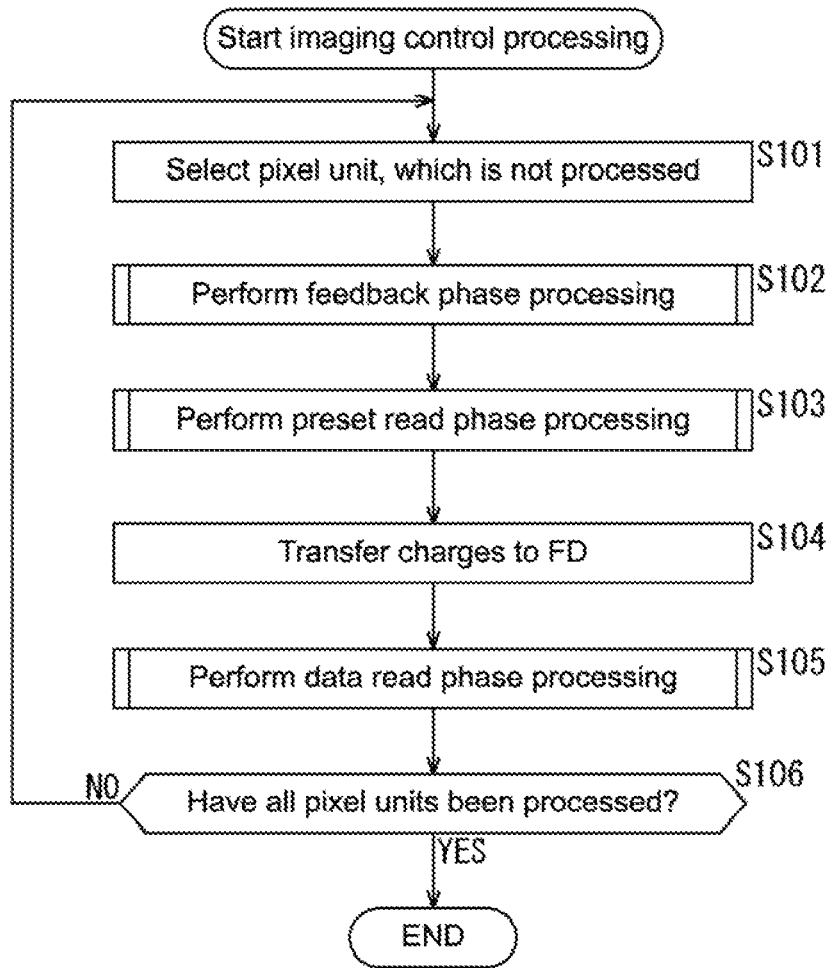 Start imaging control processing
S101
Select pixel unit, which is not processed
S102
Perform feedback phase processing
S103
Perform preset read phase processing
S104
Transfer charges to FD
S105
Perform data read phase processing
S106
NO
Have all pixel units been processed?
YES
END